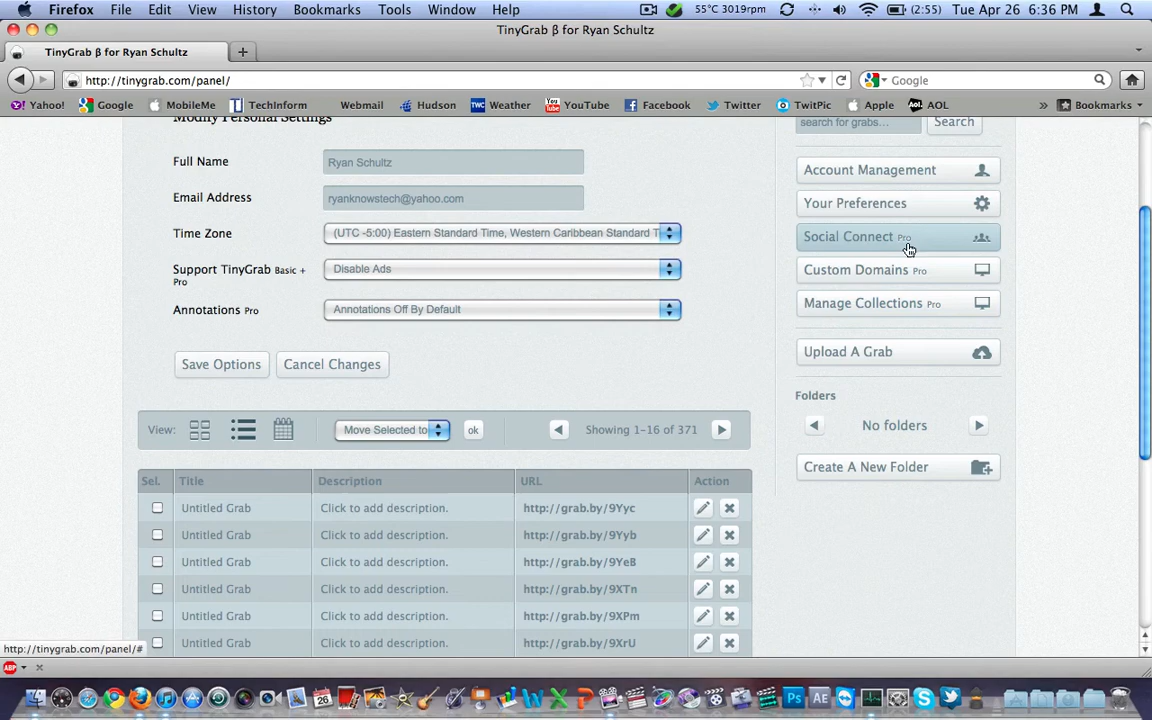 Firefox File Edit View History Bookmarks Tools Window Help 55°C 3019rpm (2:55) Tue Apr 26 6:36 PM
TinyGrab β for Ryan Schultz
TinyGrab β for Ryan Schultz
http://tinygrab.com/panel/ Google
Yahoo! Google MobileMe TechInform Webmail Hudson Weather YouTube Facebook Twitter TwitPic Apple AOL » Bookmarks
Modify Personal Settings search for grabs... Search
Full Name Ryan Schultz Account Management
Email Address ryanknowstech@yahoo.com Your Preferences
Time Zone (UTC -5:00) Eastern Standard Time, Western Caribbean Standard T Social Connect Pro
Support TinyGrab Basic + Disable Ads Custom Domains Pro
Pro
Annotations Pro Annotations Off By Default Manage Collections Pro
Save Options Cancel Changes Upload A Grab
Folders
View: Move Selected to ok Showing 1-16 of 371 No folders
Create A New Folder
Sel. Title Description URL Action
Untitled Grab Click to add description. http://grab.by/9Yyc
Untitled Grab Click to add description. http://grab.by/9Yyb
Untitled Grab Click to add description. http://grab.by/9YeB
Untitled Grab Click to add description. http://grab.by/9XTn
Untitled Grab Click to add description. http://grab.by/9XPm
Untitled Grab Click to add description. http://grab.by/9XrU
http://tinygrab.com/panel/#
ABP